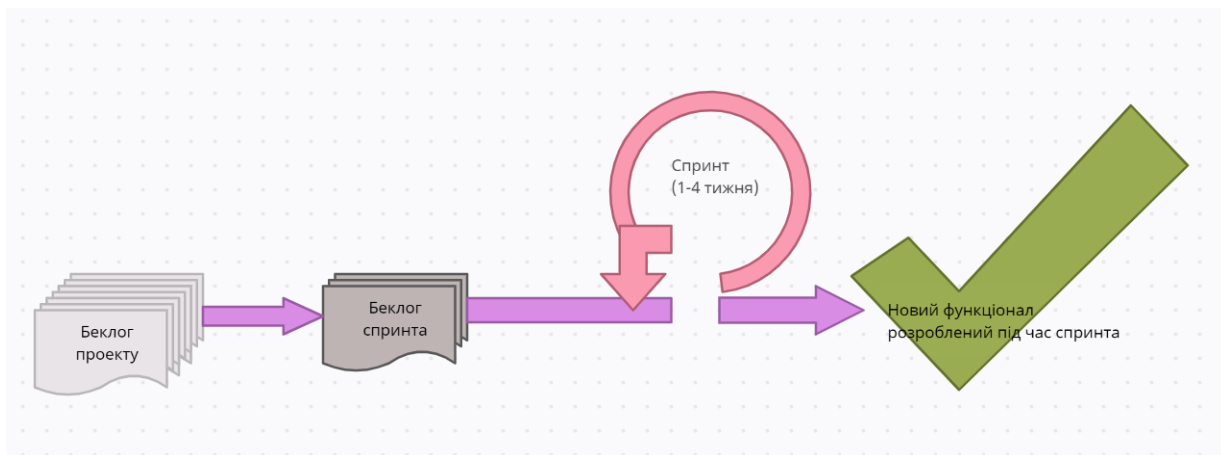 Беклог
проекту
Беклог
спринта
Спринт
(1-4 тижня)
Новий функціонал
розроблений під час спринта